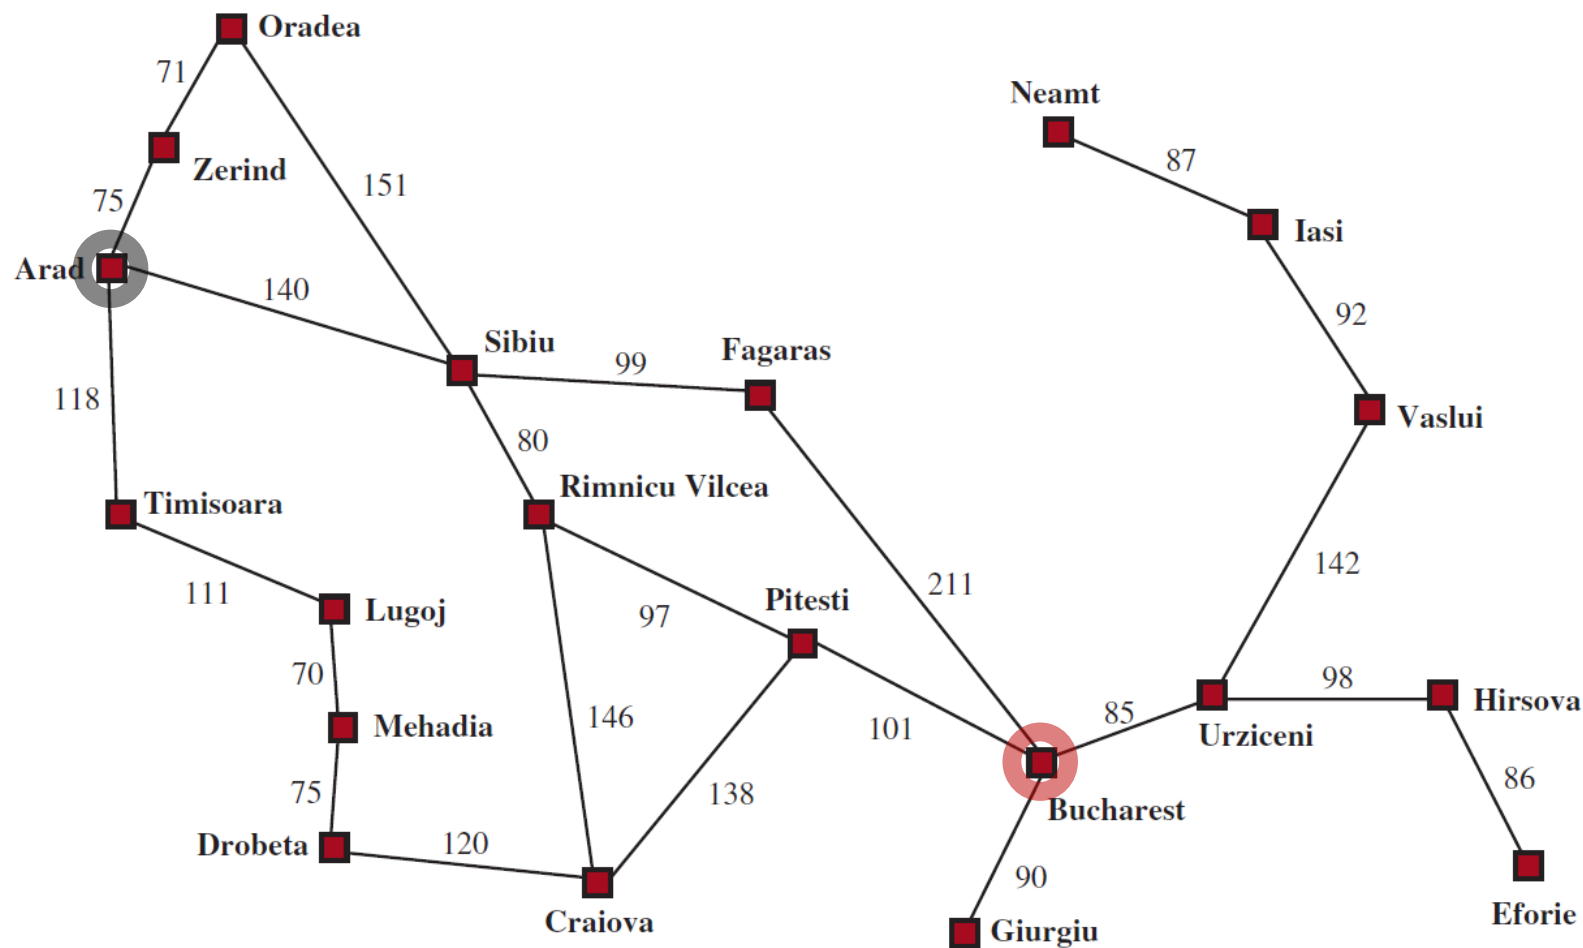 Oradea
71
Neamt
87
Zerind
151
75
Iasi
Arad
140
92
Sibiu
Fagaras
99
118
Vaslui
80
Rimnicu Vilcea
Timisoara
142
211
111
Pitesti
97
Lugoj
70
98
Hirsova
146
85
Mehadia
101
Urziceni
86
75
138
Bucharest
Drobeta
120
90
Eforie
Craiova
Giurgiu